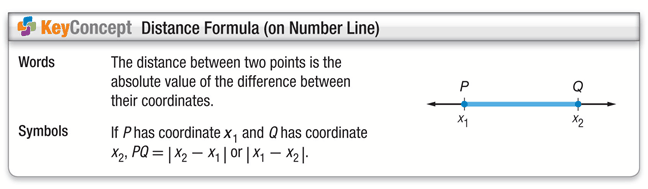 KeyConcept Distance Formula (on Number Line)
Words
The distance between two points is the
absolute value of the difference between
their coordinates.
P Q
x₁ x₂
Symbols
If P has coordinate x₁ and Q has coordinate
x₂, PQ = | x₂ − x₁ | or | x₁ − x₂ |.